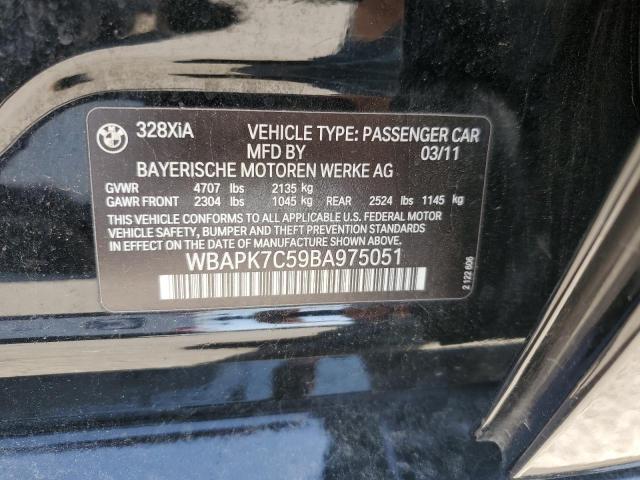 BMW
328XiA VEHICLE TYPE: PASSENGER CAR
MFD BY 03/11
BAYERISCHE MOTOREN WERKE AG
GVWR 4707 lbs 2135 kg
GAWR FRONT 2304 lbs 1045 kg REAR 2524 lbs 1145 kg
THIS VEHICLE CONFORMS TO ALL APPLICABLE U.S. FEDERAL MOTOR
VEHICLE SAFETY, BUMPER AND THEFT PREVENTION STANDARDS
IN EFFECT ON THE DATE OF MANUFACTURE SHOWN ABOVE.
WBAPK7C59BA975051
2 122 606